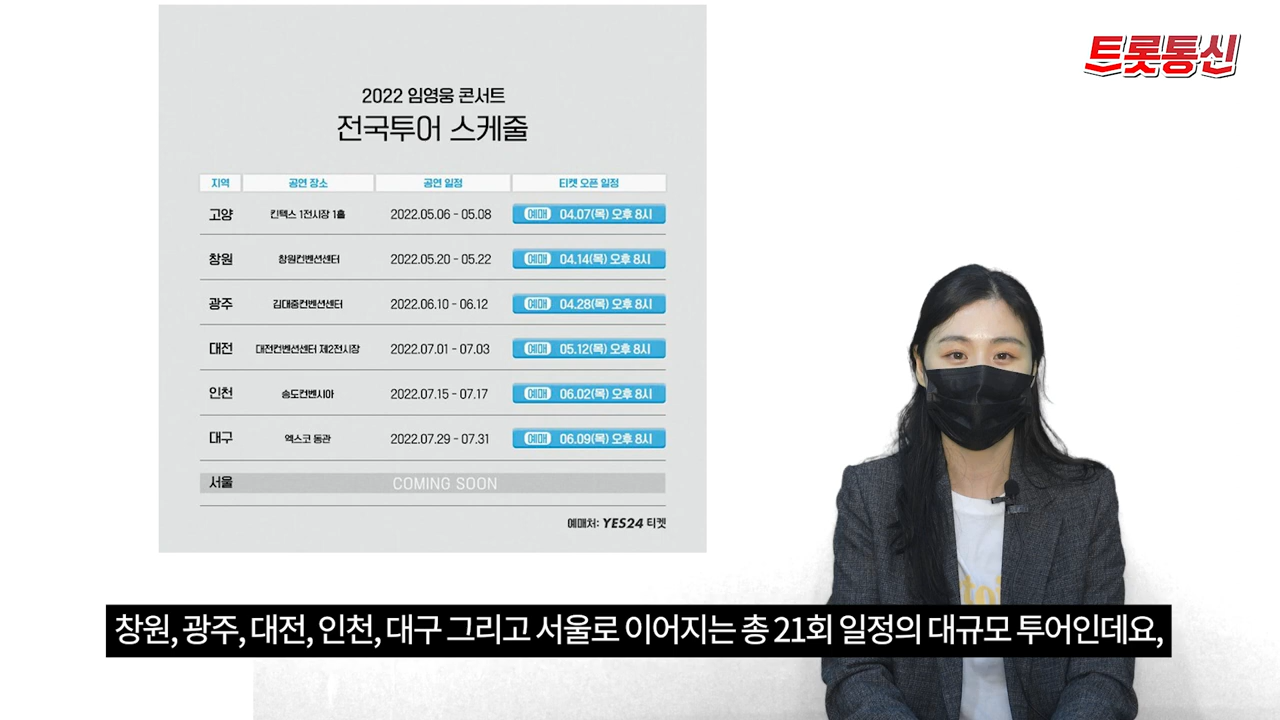 트롯통신
2022 임영웅 콘서트
전국투어 스케줄
지역 공연 장소 공연 일정 티켓 오픈 일정
고양 킨텍스 1전시장 1홀 2022.05.06 - 05.08 예매 04.07(목) 오후 8시
창원 창원컨벤션센터 2022.05.20 - 05.22 예매 04.14(목) 오후 8시
광주 김대중컨벤션센터 2022.06.10 - 06.12 예매 04.28(목) 오후 8시
대전 대전컨벤션센터 제2전시장 2022.07.01 - 07.03 예매 05.12(목) 오후 8시
인천 송도컨벤시아 2022.07.15 - 07.17 예매 06.02(목) 오후 8시
대구 엑스코 동관 2022.07.29 - 07.31 예매 06.09(목) 오후 8시
서울 COMING SOON
예매처: YES24 티켓
창원, 광주, 대전, 인천, 대구 그리고 서울로 이어지는 총 21회 일정의 대규모 투어인데요,